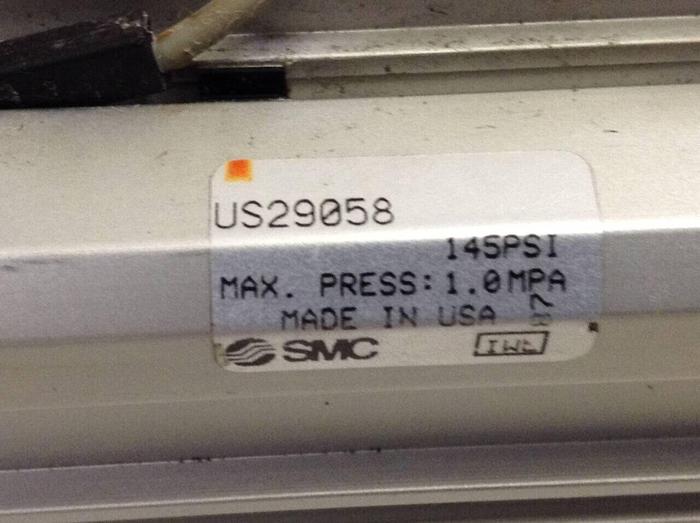 US29058
145PSI
MAX. PRESS: 1.0MPA
MADE IN USA
SMC